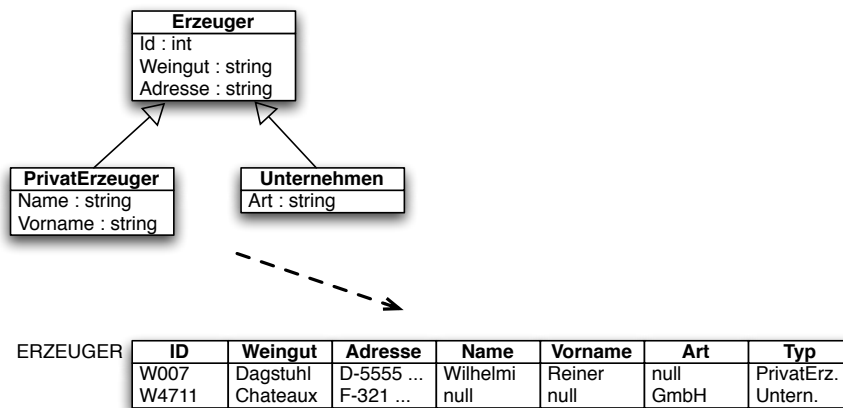 Erzeuger
Id : int
Weingut : string
Adresse : string
PrivatErzeuger
Name : string
Vorname : string
Unternehmen
Art : string
ERZEUGER ID Weingut Adresse Name Vorname Art Typ
W007 Dagstuhl D-5555 ... Wilhelmi Reiner null PrivatErz.
W4711 Chateaux F-321 ... null null GmbH Untern.